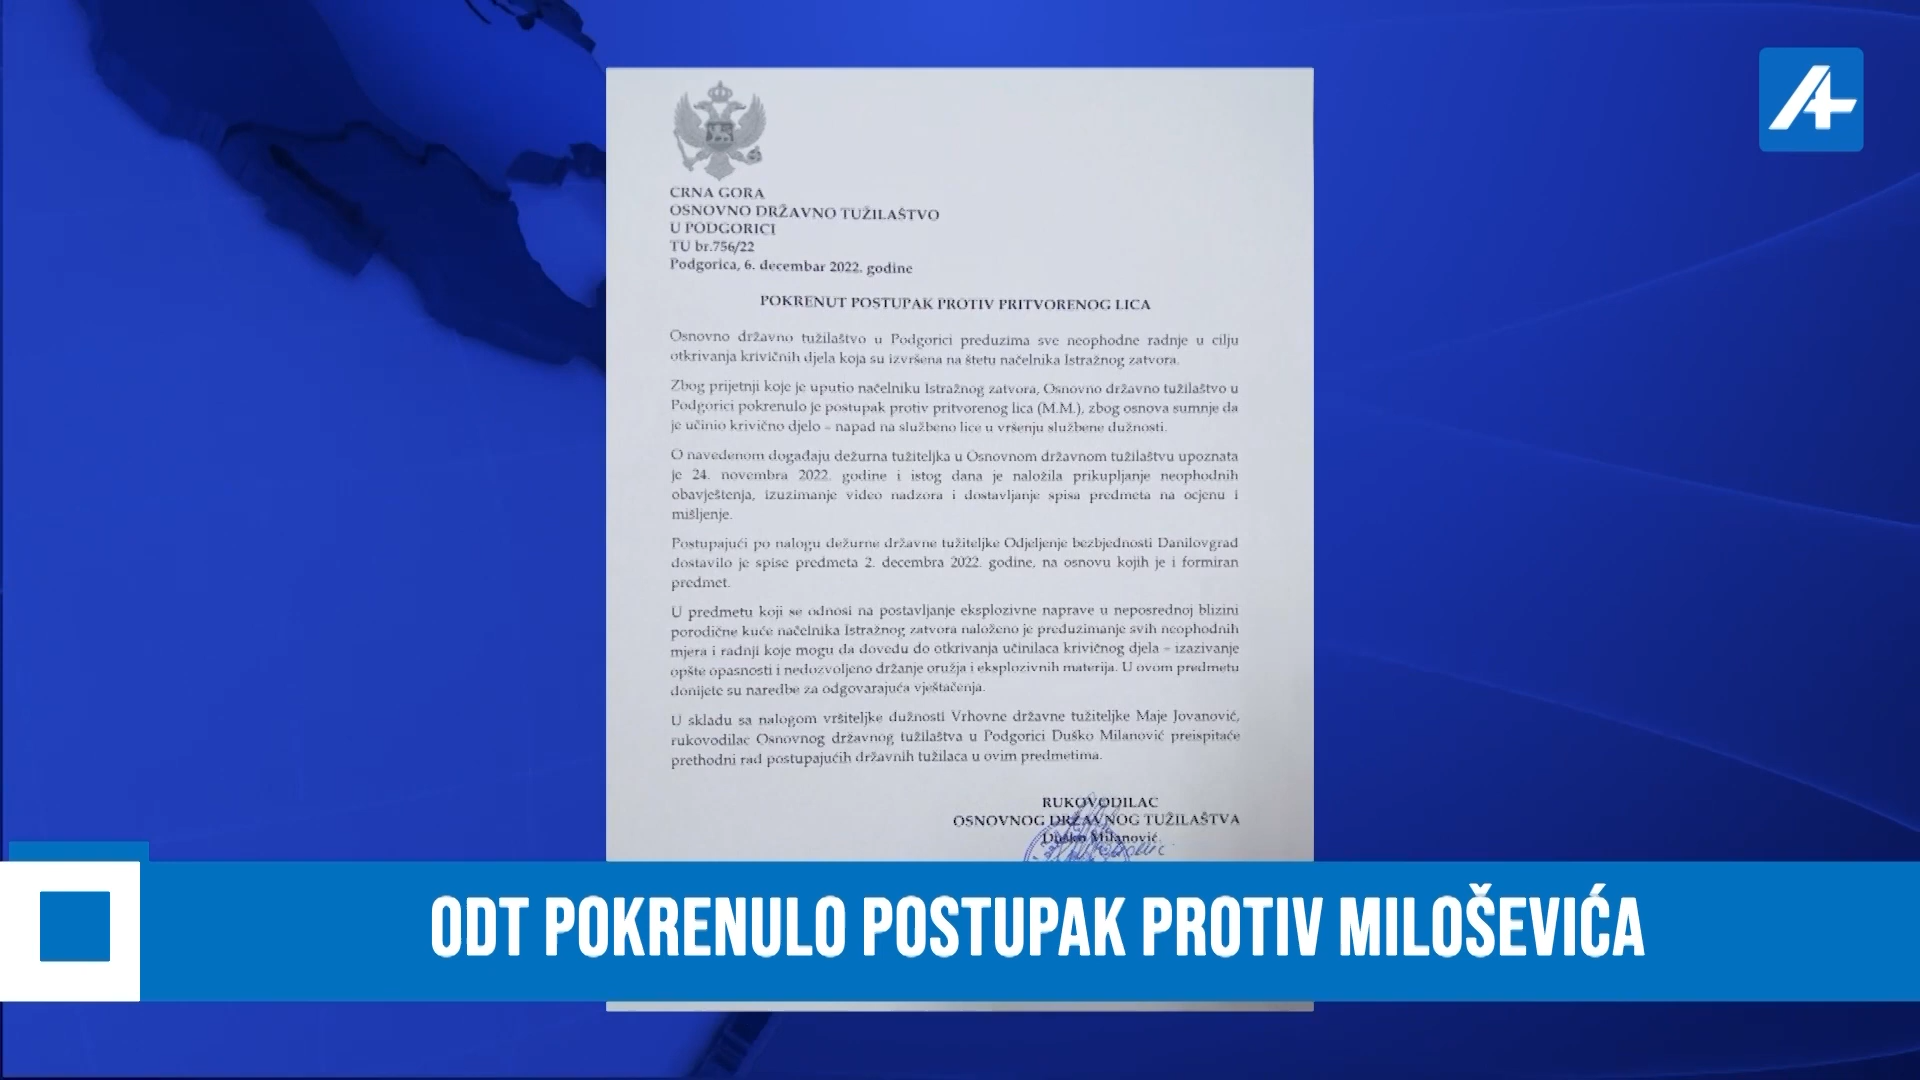 CRNA GORA
OSNOVNO DRŽAVNO TUŽILAŠTVO
U PODGORICI
TU br.756/22
Podgorica, 6. decembar 2022. godine
POKRENUT POSTUPAK PROTIV PRITVORENOG LICA
Osnovno državno tužilaštvo u Podgorici preduzima sve neophodne radnje u cilju
otkrivanja krivičnih djela koja su izvršena na štetu načelnika Istražnog zatvora.
Zbog prijetnji koje je uputio načelniku Istražnog zatvora, Osnovno državno tužilaštvo u
Podgorici pokrenulo je postupak protiv pritvorenog lica (M.M.), zbog osnova sumnje da
je učinio krivično djelo – napad na službeno lice u vršenju službene dužnosti.
O navedenom događaju dežurna tužiteljka u Osnovnom državnom tužilaštvu upoznata
je 24. novembra 2022. godine i istog dana je naložila prikupljanje neophodnih
obavještenja, izuzimanje video nadzora i dostavljanje spisa predmeta na ocjenu i
mišljenje.
Postupajući po nalogu dežurne državne tužiteljke Odjeljenje bezbjednosti Danilovgrad
dostavilo je spise predmeta 2. decembra 2022. godine, na osnovu kojih je i formiran
predmet.
U predmetu koji se odnosi na postavljanje eksplozivne naprave u neposrednoj blizini
porodične kuće načelnika Istražnog zatvora naloženo je preduzimanje svih neophodnih
mjera i radnji koje mogu da dovedu do otkrivanja učinilaca krivičnog djela – izazivanje
opšte opasnosti i nedozvoljeno držanje oružja i eksplozivnih materija. U ovom predmetu
donijete su naredbe za odgovarajuća vještačenja.
U skladu sa nalogom vršiteljke dužnosti Vrhovne državne tužiteljke Maje Jovanović,
rukovodilac Osnovnog državnog tužilaštva u Podgorici Duško Milanović preispitaće
prethodni rad postupajućih državnih tužilaca u ovim predmetima.
RUKOVODILAC
OSNOVNOG DRŽAVNOG TUŽILAŠTVA
Duško Milanović
ODT POKRENULO POSTUPAK PROTIV MILOŠEVIĆA